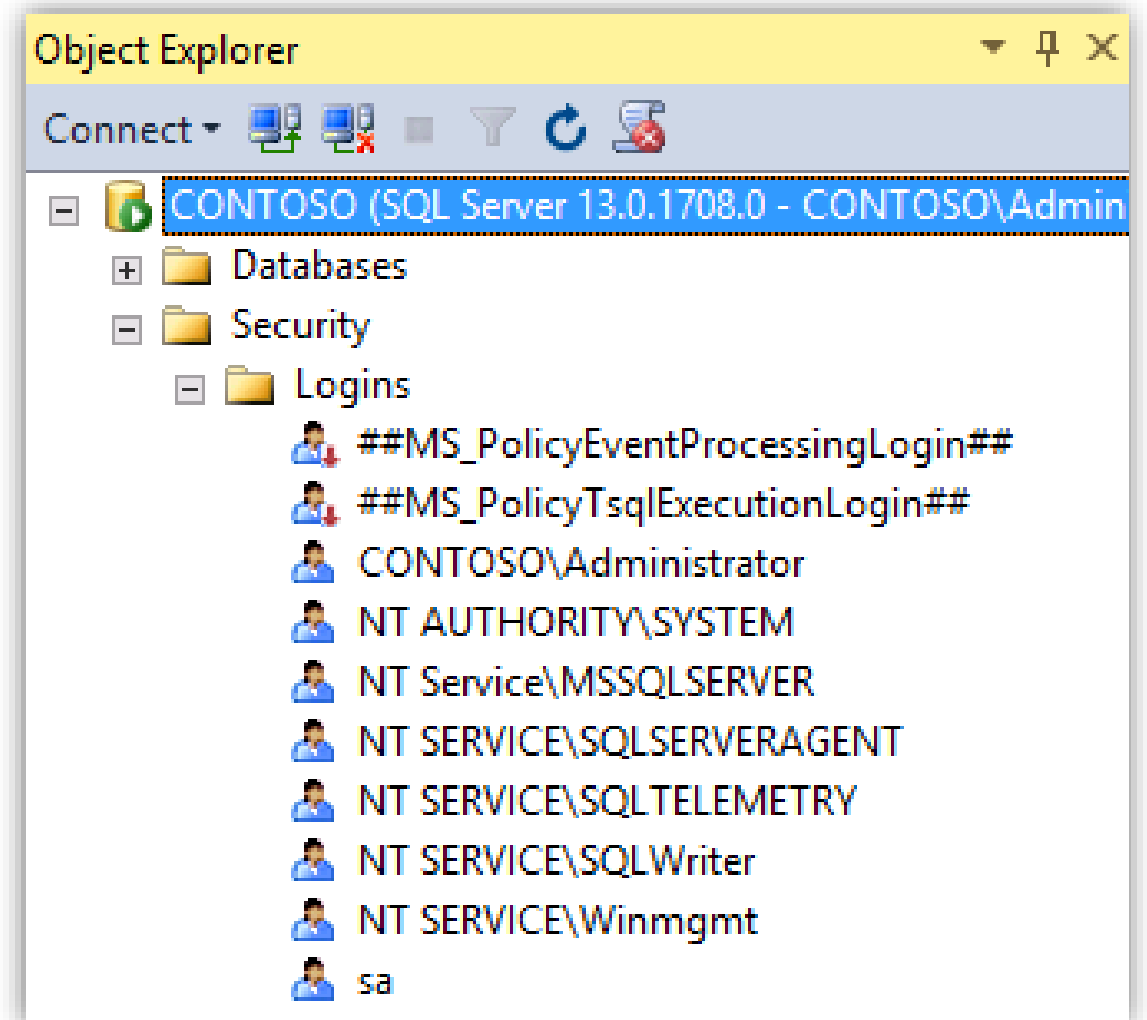 Object Explorer
Connect
CONTOSO (SQL Server 13.0.1708.0 - CONTOSO\Admin
Databases
Security
Logins
##MS_PolicyEventProcessingLogin##
##MS_PolicyTsqlExecutionLogin##
CONTOSO\Administrator
NT AUTHORITY\SYSTEM
NT Service\MSSQLSERVER
NT SERVICE\SQLSERVERAGENT
NT SERVICE\SQLTELEMETRY
NT SERVICE\SQLWriter
NT SERVICE\Winmgmt
sa